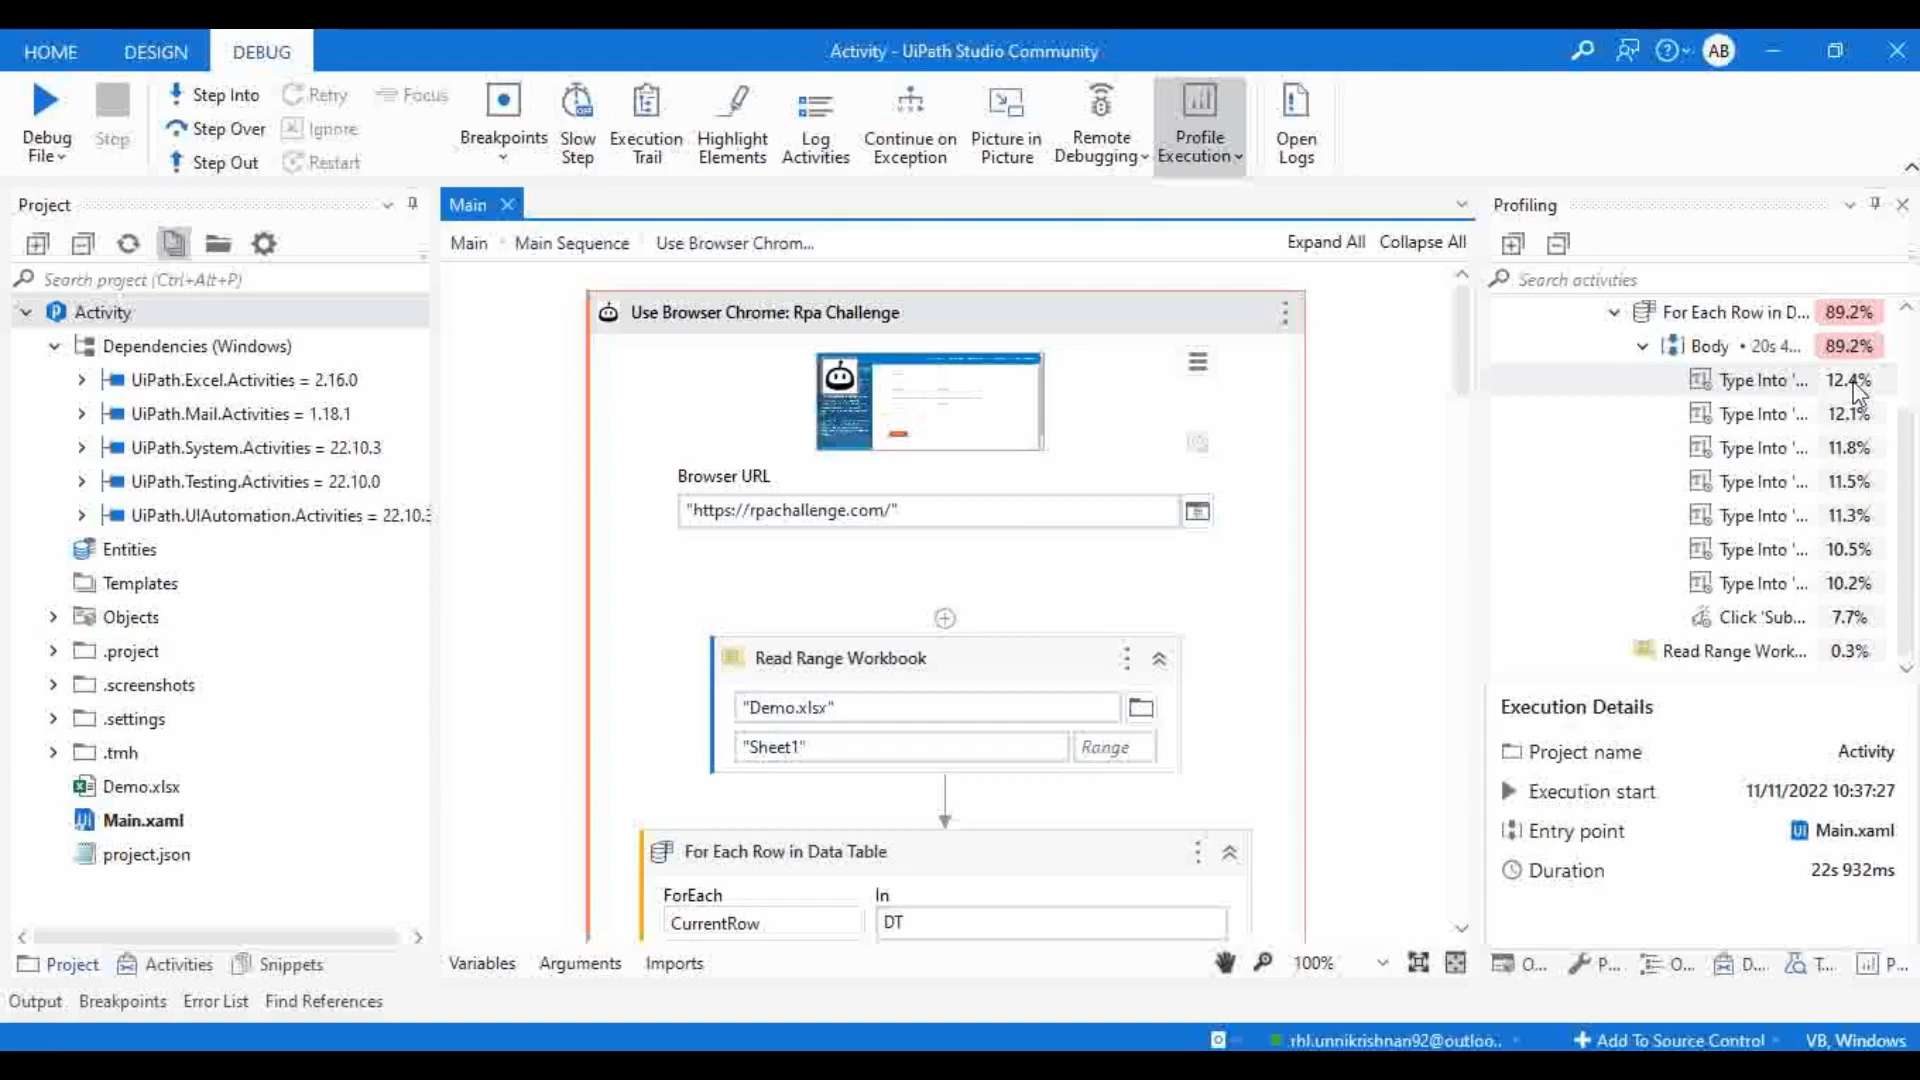 HOME DESIGN DEBUG
Activity - UiPath Studio Community
AB
Debug File
Stop
Step Into
Step Over
Step Out
Retry
Ignore
Restart
Focus
Breakpoints
Slow Step
Execution Trail
Highlight Elements
Log Activities
Continue on Exception
Picture in Picture
Remote Debugging
Profile Execution
Open Logs
Project
Search project (Ctrl+Alt+P)
Activity
Dependencies (Windows)
UiPath.Excel.Activities = 2.16.0
UiPath.Mail.Activities = 1.18.1
UiPath.System.Activities = 22.10.3
UiPath.Testing.Activities = 22.10.0
UiPath.UIAutomation.Activities = 22.10.3
Entities
Templates
Objects
.project
.screenshots
.settings
.tmh
Demo.xlsx
Main.xaml
project.json
Project Activities Snippets
Main
Main Main Sequence Use Browser Chrom...
Expand All Collapse All
Use Browser Chrome: Rpa Challenge
Browser URL
"https://rpachallenge.com/"
Read Range Workbook
"Demo.xlsx"
"Sheet1" Range
For Each Row in Data Table
ForEach In
CurrentRow DT
Variables Arguments Imports
100%
Profiling
Search activities
For Each Row in D... 89.2%
Body • 20s 4... 89.2%
Type Into '... 12.4%
Type Into '... 12.1%
Type Into '... 11.8%
Type Into '... 11.5%
Type Into '... 11.3%
Type Into '... 10.5%
Type Into '... 10.2%
Click 'Sub... 7.7%
Read Range Work... 0.3%
Execution Details
Project name Activity
Execution start 11/11/2022 10:37:27
Entry point Main.xaml
Duration 22s 932ms
O... P... O... D... T... P...
Output Breakpoints Error List Find References
rhl.unnikrishnan92@outloo..
Add To Source Control
VB, Windows